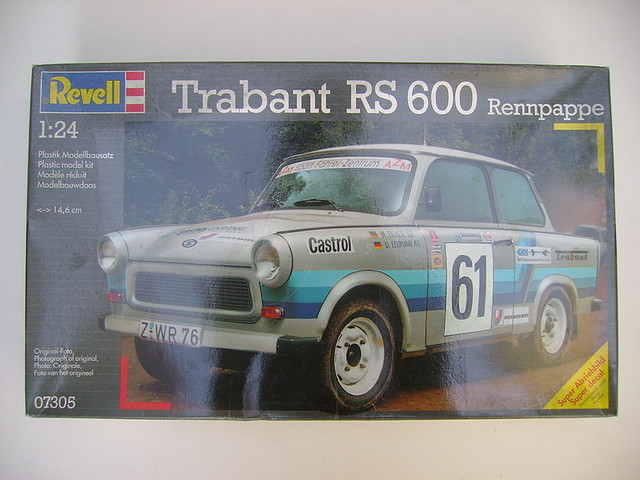 Revell
Trabant RS 600 Rennpappe
1:24
Plastik Modellbausatz
Plastic model kit
Modèle réduit
Modelbouwdoos
<-> 14,6 cm
A M
Castrol
U. LEHMANN
61
Trabant
Z-WR 76
Original-Foto,
Photograph of original,
Photo: Originale,
Foto van het origineel
07305
Super Abziehbild
Super decal